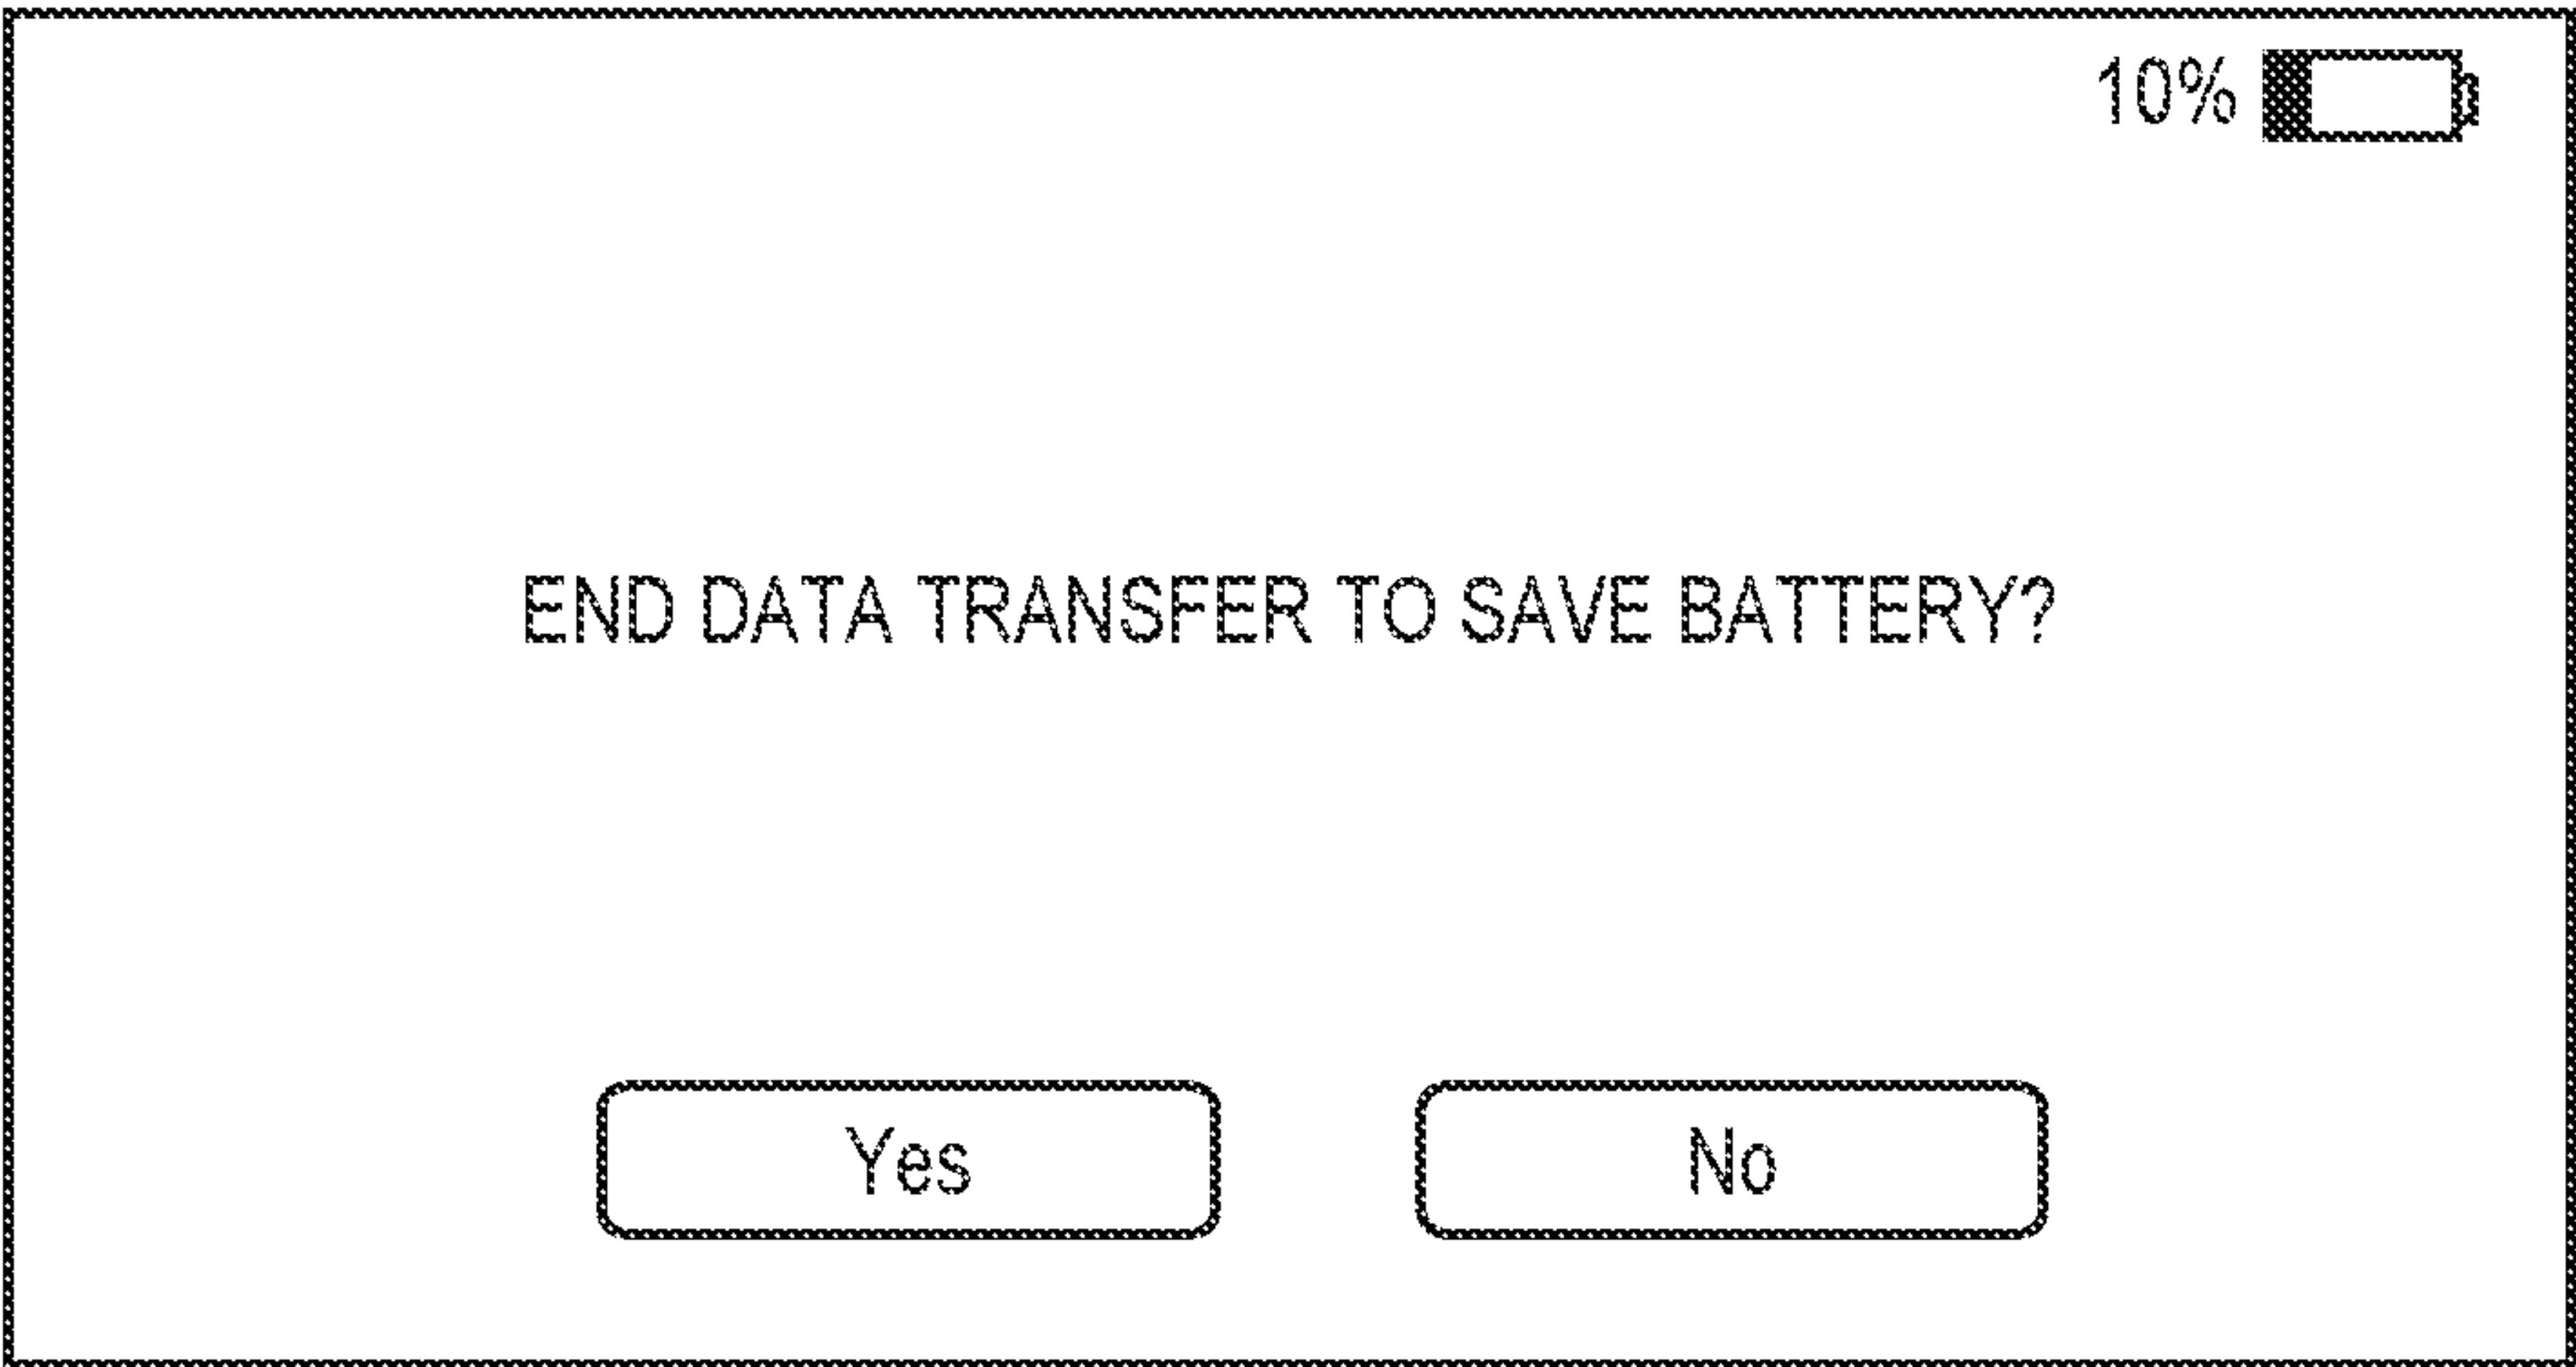 10%
END DATA TRANSFER TO SAVE BATTERY?
Yes
No